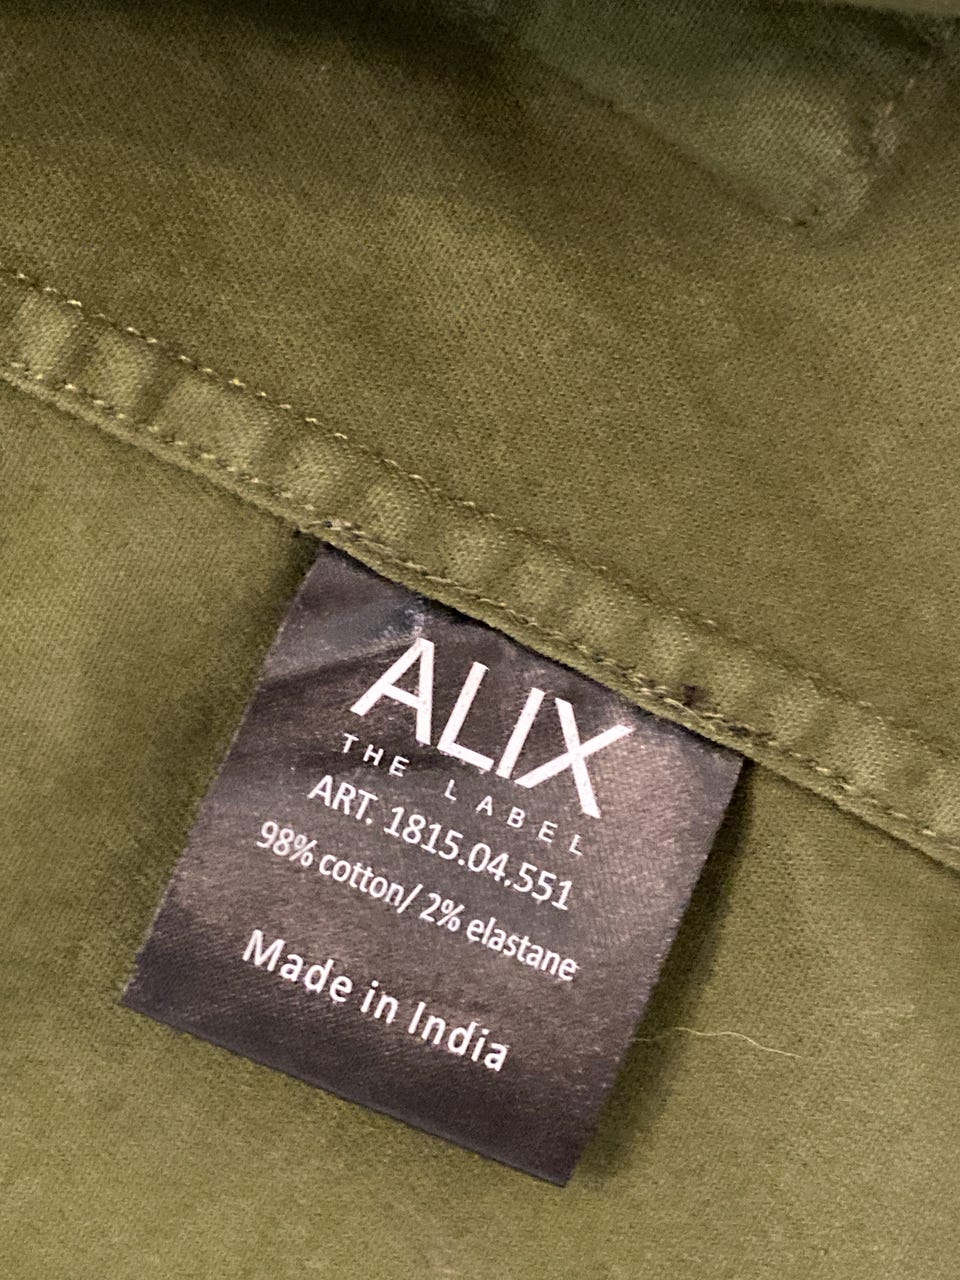 ALIX
THE LABEL
ART. 1815.04.551
98% cotton/ 2% elastane
Made in India